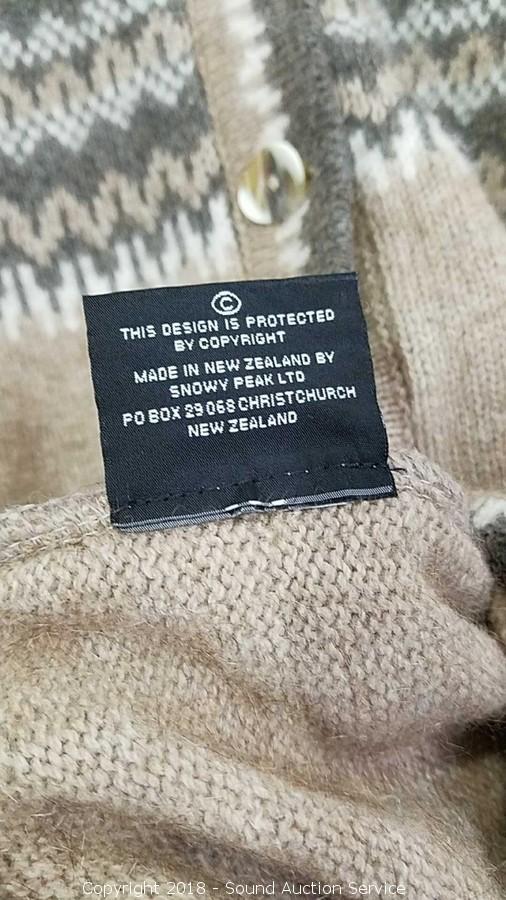 ©
THIS DESIGN IS PROTECTED
BY COPYRIGHT
MADE IN NEW ZEALAND BY
SNOWY PEAK LTD
PO BOX 29 068 CHRISTCHURCH
NEW ZEALAND
Copyright 2018 - Sound Auction Service